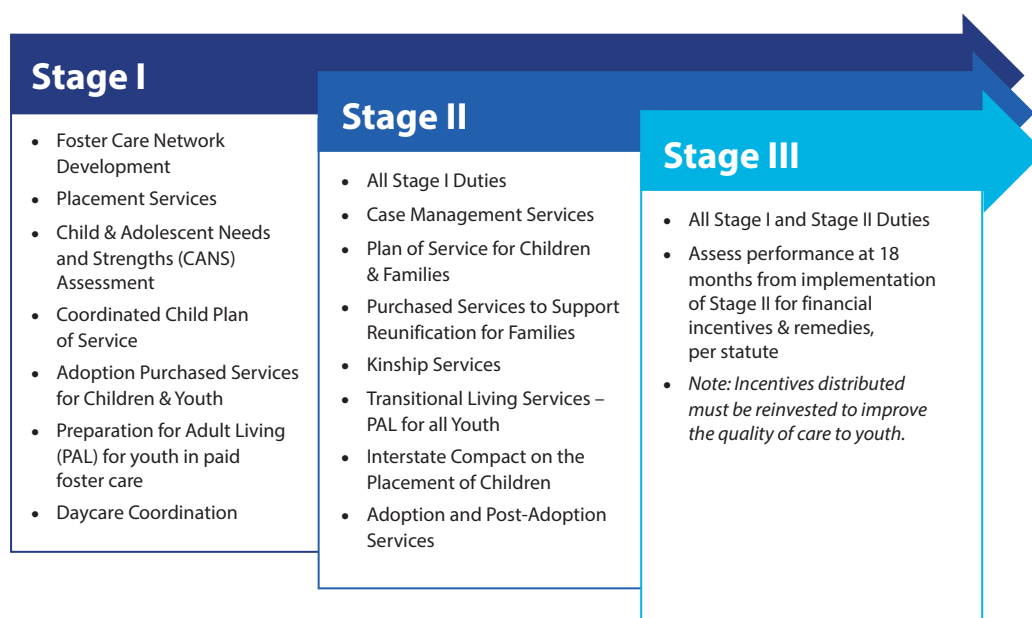 Stage I
• Foster Care Network
Development
• Placement Services
• Child & Adolescent Needs
and Strengths (CANS)
Assessment
• Coordinated Child Plan
of Service
• Adoption Purchased Services
for Children & Youth
• Preparation for Adult Living
(PAL) for youth in paid
foster care
• Daycare Coordination
Stage II
• All Stage I Duties
• Case Management Services
• Plan of Service for Children
& Families
• Purchased Services to Support
Reunification for Families
• Kinship Services
• Transitional Living Services –
PAL for all Youth
• Interstate Compact on the
Placement of Children
• Adoption and Post-Adoption
Services
Stage III
• All Stage I and Stage II Duties
• Assess performance at 18
months from implementation
of Stage II for financial
incentives & remedies,
per statute
• Note: Incentives distributed
must be reinvested to improve
the quality of care to youth.